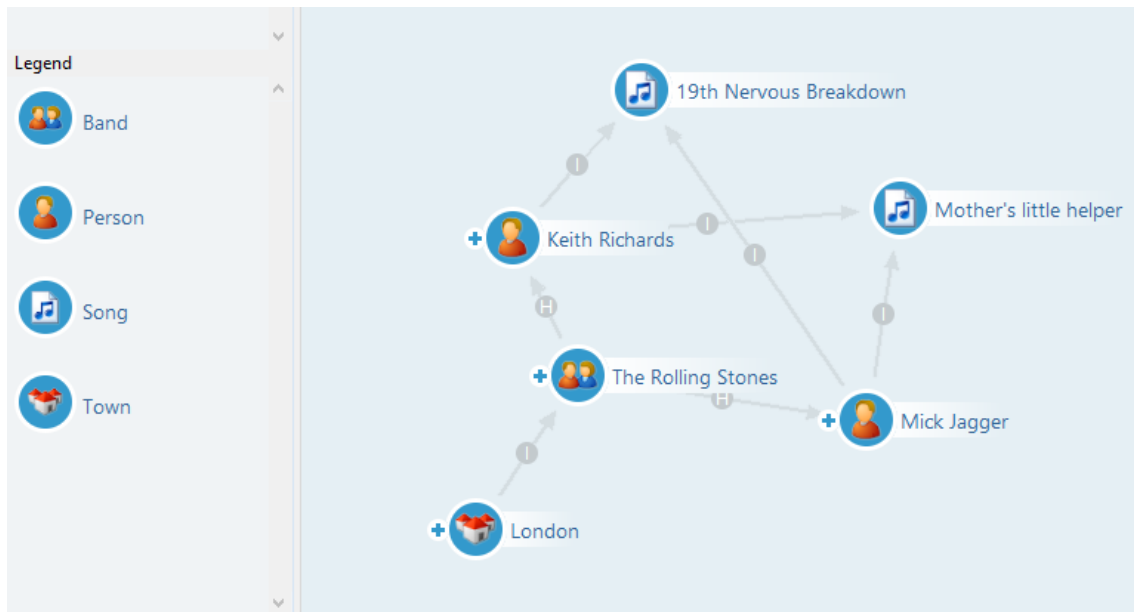 Legend
Band
Person
Song
Town
19th Nervous Breakdown
I
Mother's little helper
I
Keith Richards
I
H
I
The Rolling Stones
H
Mick Jagger
I
London